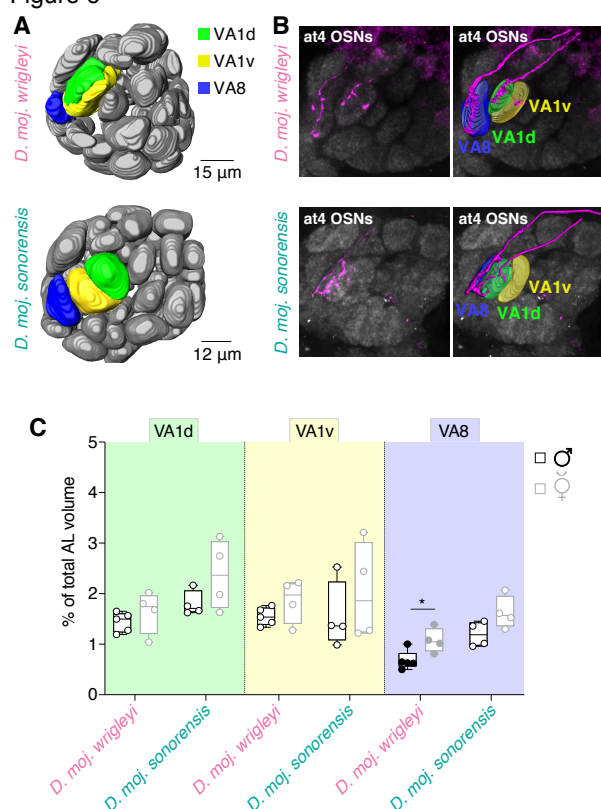 A
D. moj. wrigleyi
VA1d
VA1v
VA8
15 µm
D. moj. sonorensis
12 µm
B
D. moj. wrigleyi
at4 OSNs
at4 OSNs
VA1v
VA1d
VA8
D. moj. sonorensis
at4 OSNs
at4 OSNs
VA1v
VA8
VA1d
C
VA1d
VA1v
VA8
% of total AL volume
5
4
3
2
1
0
*
♂
♀
D. moj. wrigleyi
D. moj. sonorensis
D. moj. wrigleyi
D. moj. sonorensis
D. moj. wrigleyi
D. moj. sonorensis